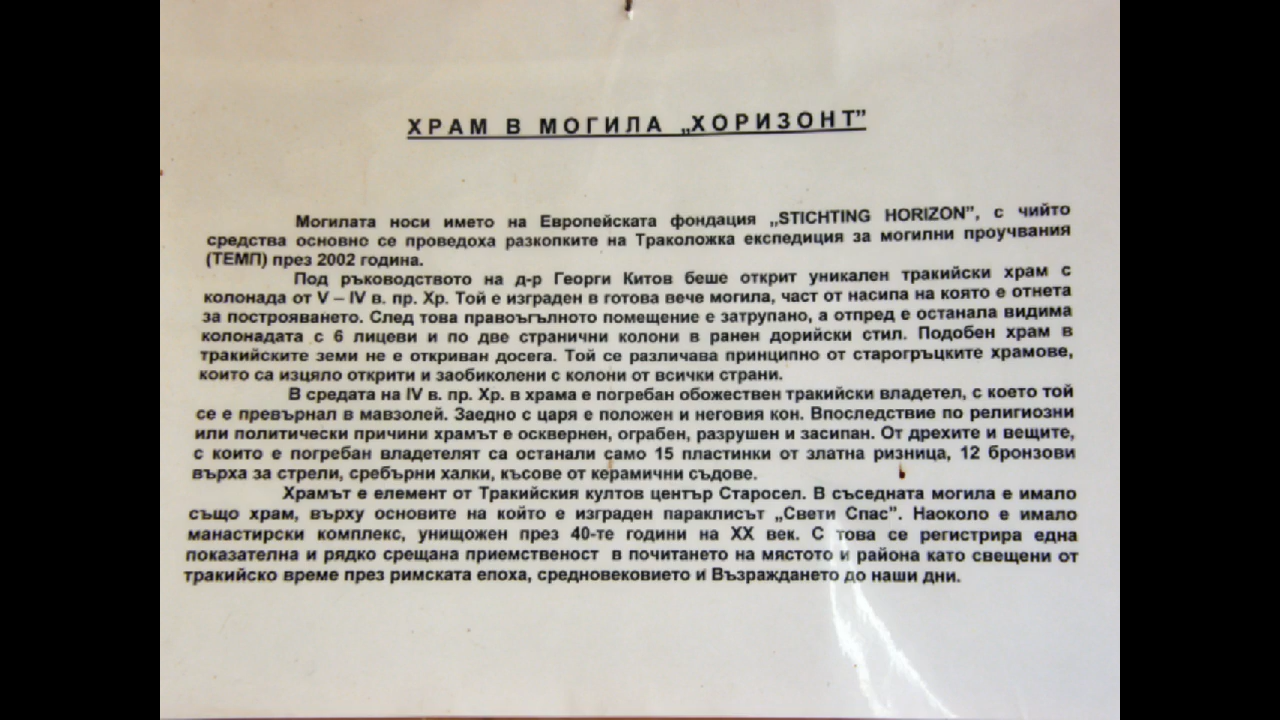 ХРАМ В МОГИЛА „ХОРИЗОНТ”
Могилата носи името на Европейската фондация „STICHTING HORIZON”, с чийто
средства основно се проведоха разкопките на Траколожка експедиция за могилни проучвания
(ТЕМП) през 2002 година.
Под ръководството на д-р Георги Китов беше открит уникален тракийски храм с
колонада от V – IV в. пр. Хр. Той е изграден в готова вече могила, част от насипа на която е отнета
за построяването. След това правоъгълното помещение е затрупано, а отпред е останала видима
колонадата с 6 лицеви и по две странични колони в ранен дорийски стил. Подобен храм в
тракийските земи не е откриван досега. Той се различава принципно от старогръцките храмове,
които са изцяло открити и заобиколени с колони от всички страни.
В средата на IV в. пр. Хр. в храма е погребан обожествен тракийски владетел, с което той
се е превърнал в мавзолей. Заедно с царя е положен и неговия кон. Впоследствие по религиозни
или политически причини храмът е осквернен, ограбен, разрушен и засипан. От дрехите и вещите,
с които е погребан владетелят са останали само 15 пластинки от златна ризница, 12 бронзови
върха за стрели, сребърни халки, късове от керамични съдове.
Храмът е елемент от Тракийския култов център Старосел. В съседната могила е имало
също храм, върху основите на който е изграден параклисът „Свети Спас”. Наоколо е имало
манастирски комплекс, унищожен през 40-те години на XX век. С това се регистрира една
показателна и рядко срещана приемственост в почитането на мястото и района като свещени от
тракийско време през римската епоха, средновековието и Възраждането до наши дни.